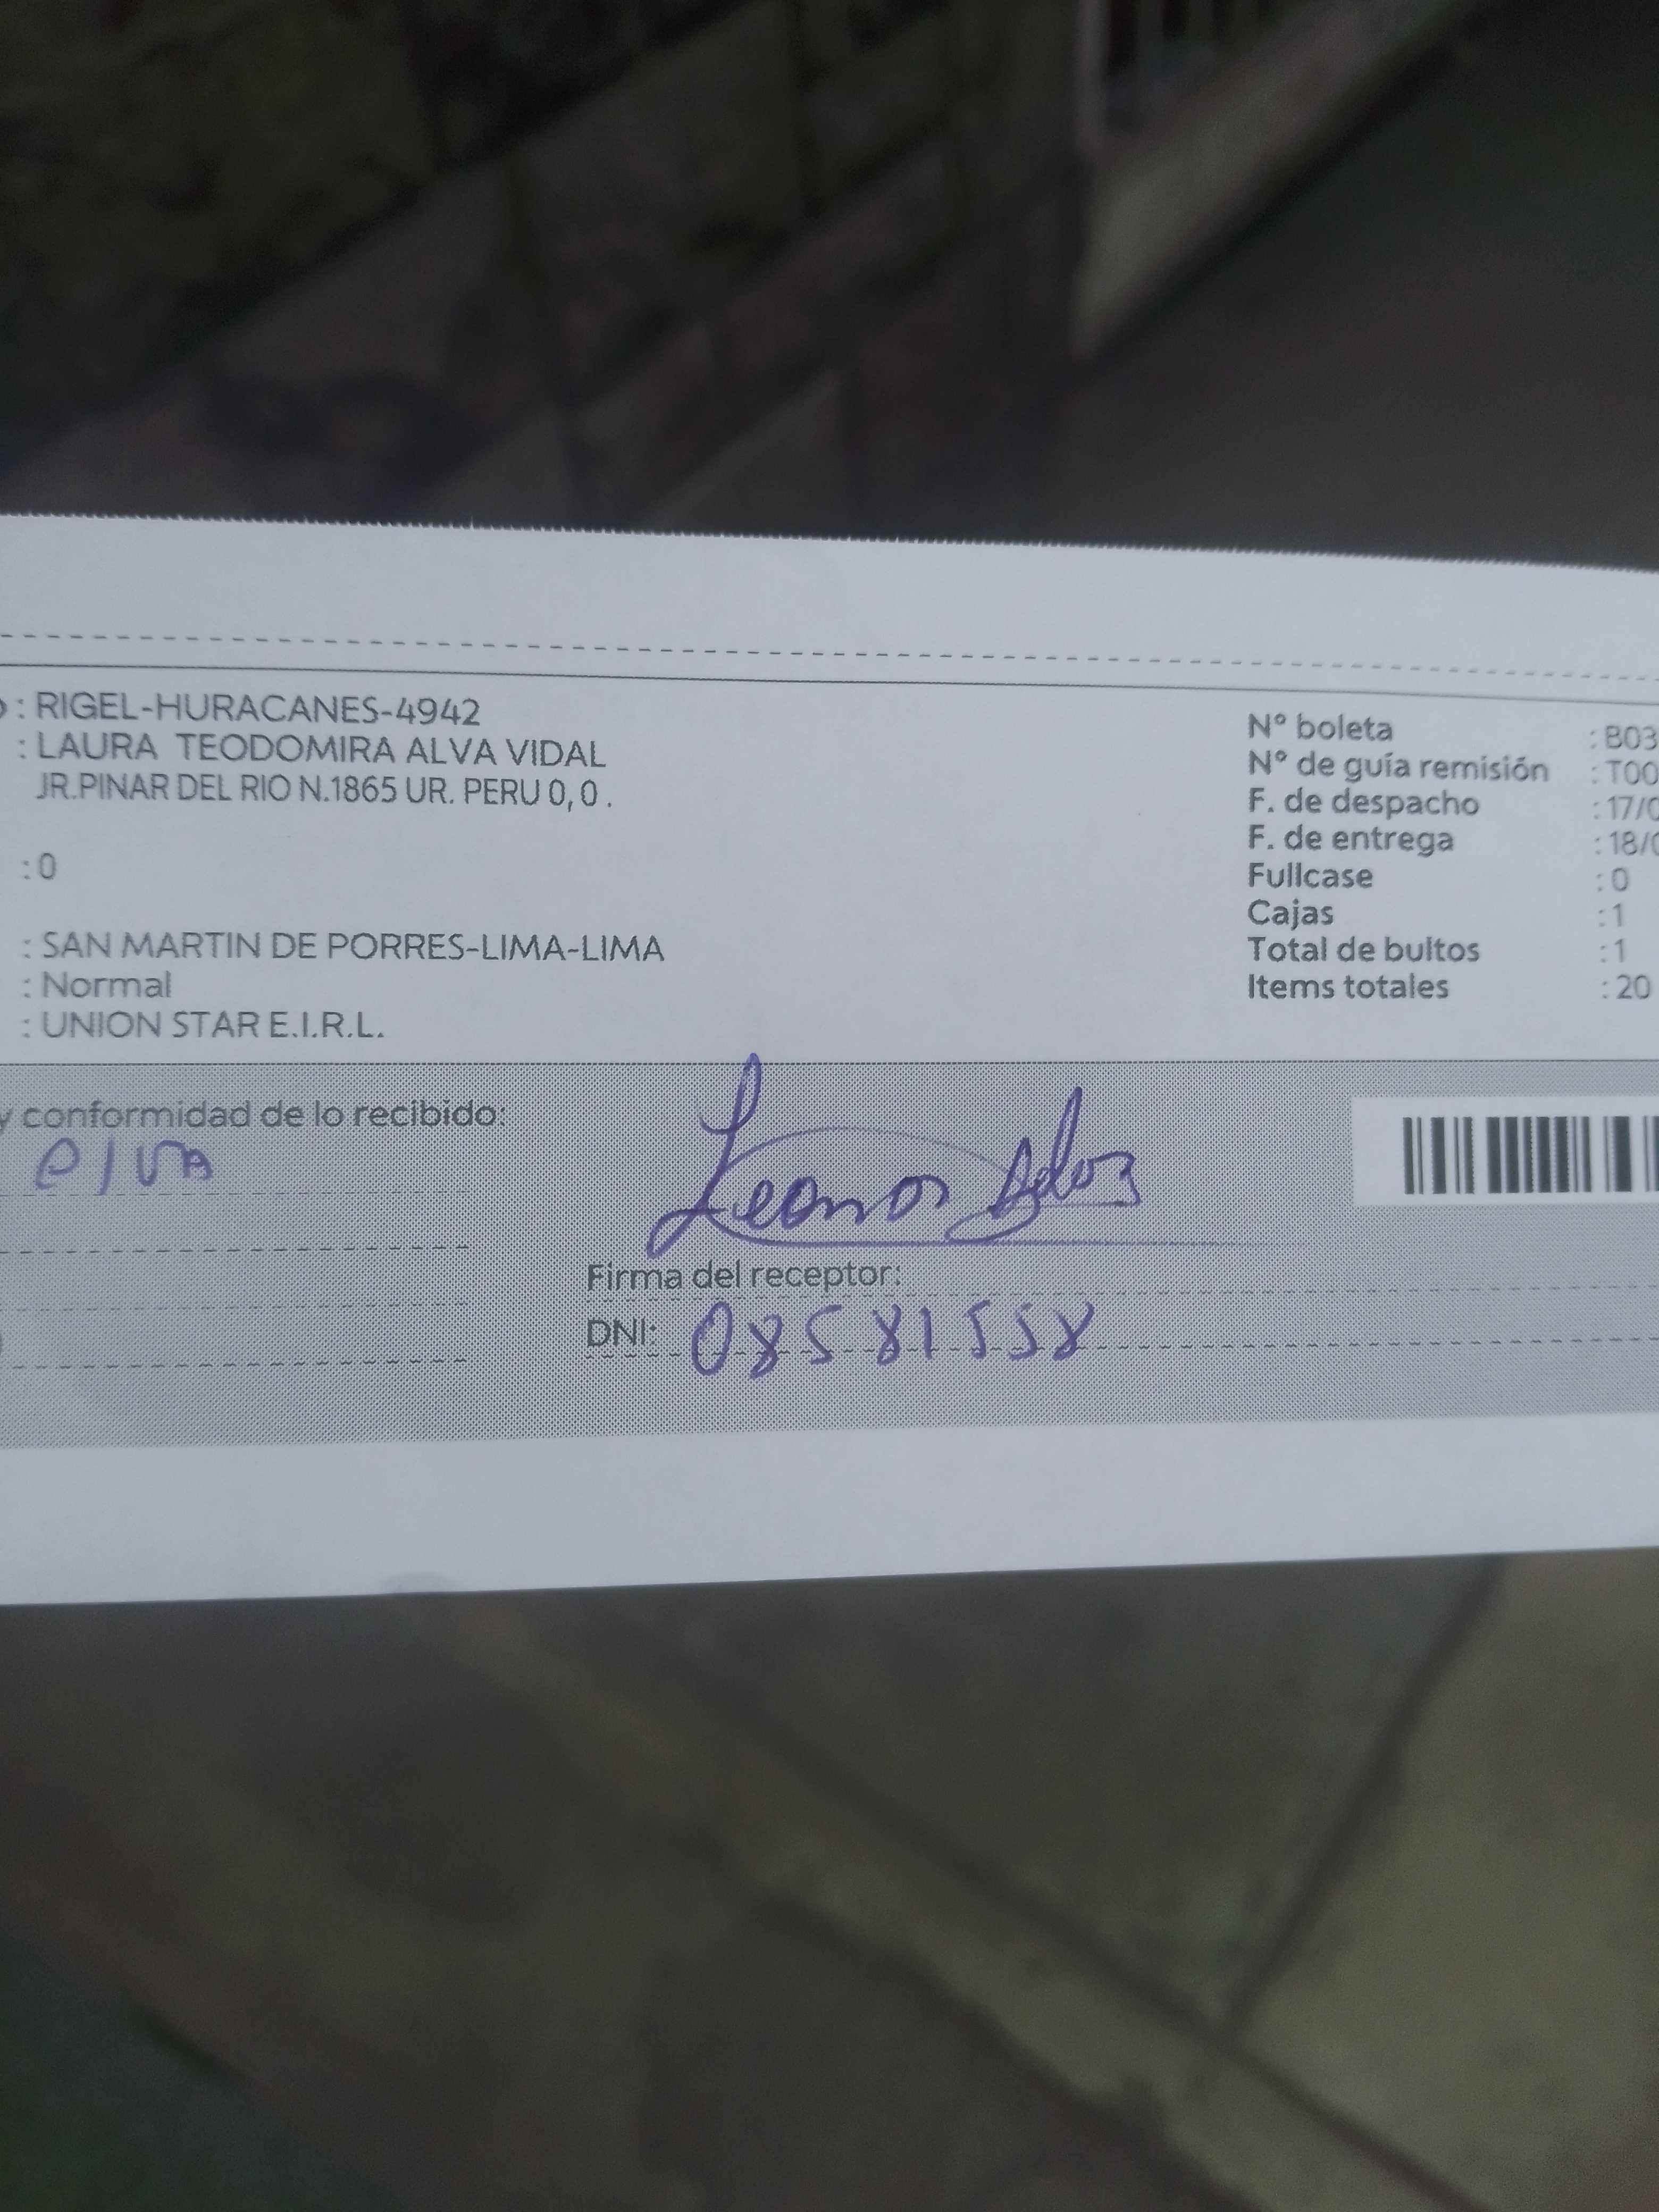 : RIGEL-HURACANES-4942
: LAURA TEODOMIRA ALVA VIDAL
JR.PINAR DEL RIO N.1865 UR. PERU 0, 0 .
: 0
: SAN MARTIN DE PORRES-LIMA-LIMA
: Normal
: UNION STAR E.I.R.L.
Nº boleta : B03
Nº de guía remisión : T00
F. de despacho : 17/0
F. de entrega : 18/0
Fullcase : 0
Cajas : 1
Total de bultos : 1
Items totales : 20
y conformidad de lo recibido:
Leonor
Firma del receptor:
DNI: 08581558